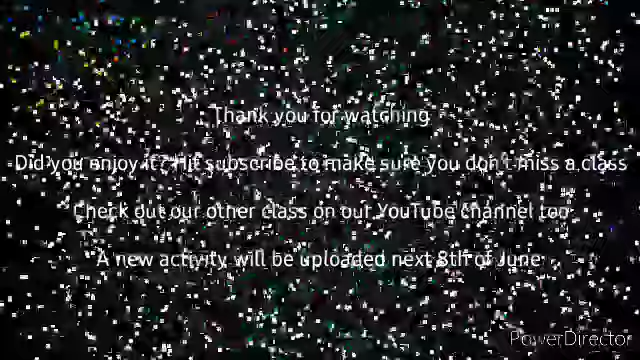 Thank you for watching
Did you enjoy it? Hit subscribe to make sure you don't miss a class
Check out our other class on our YouTube channel too
A new activity will be uploaded next 8th of June
PowerDirector